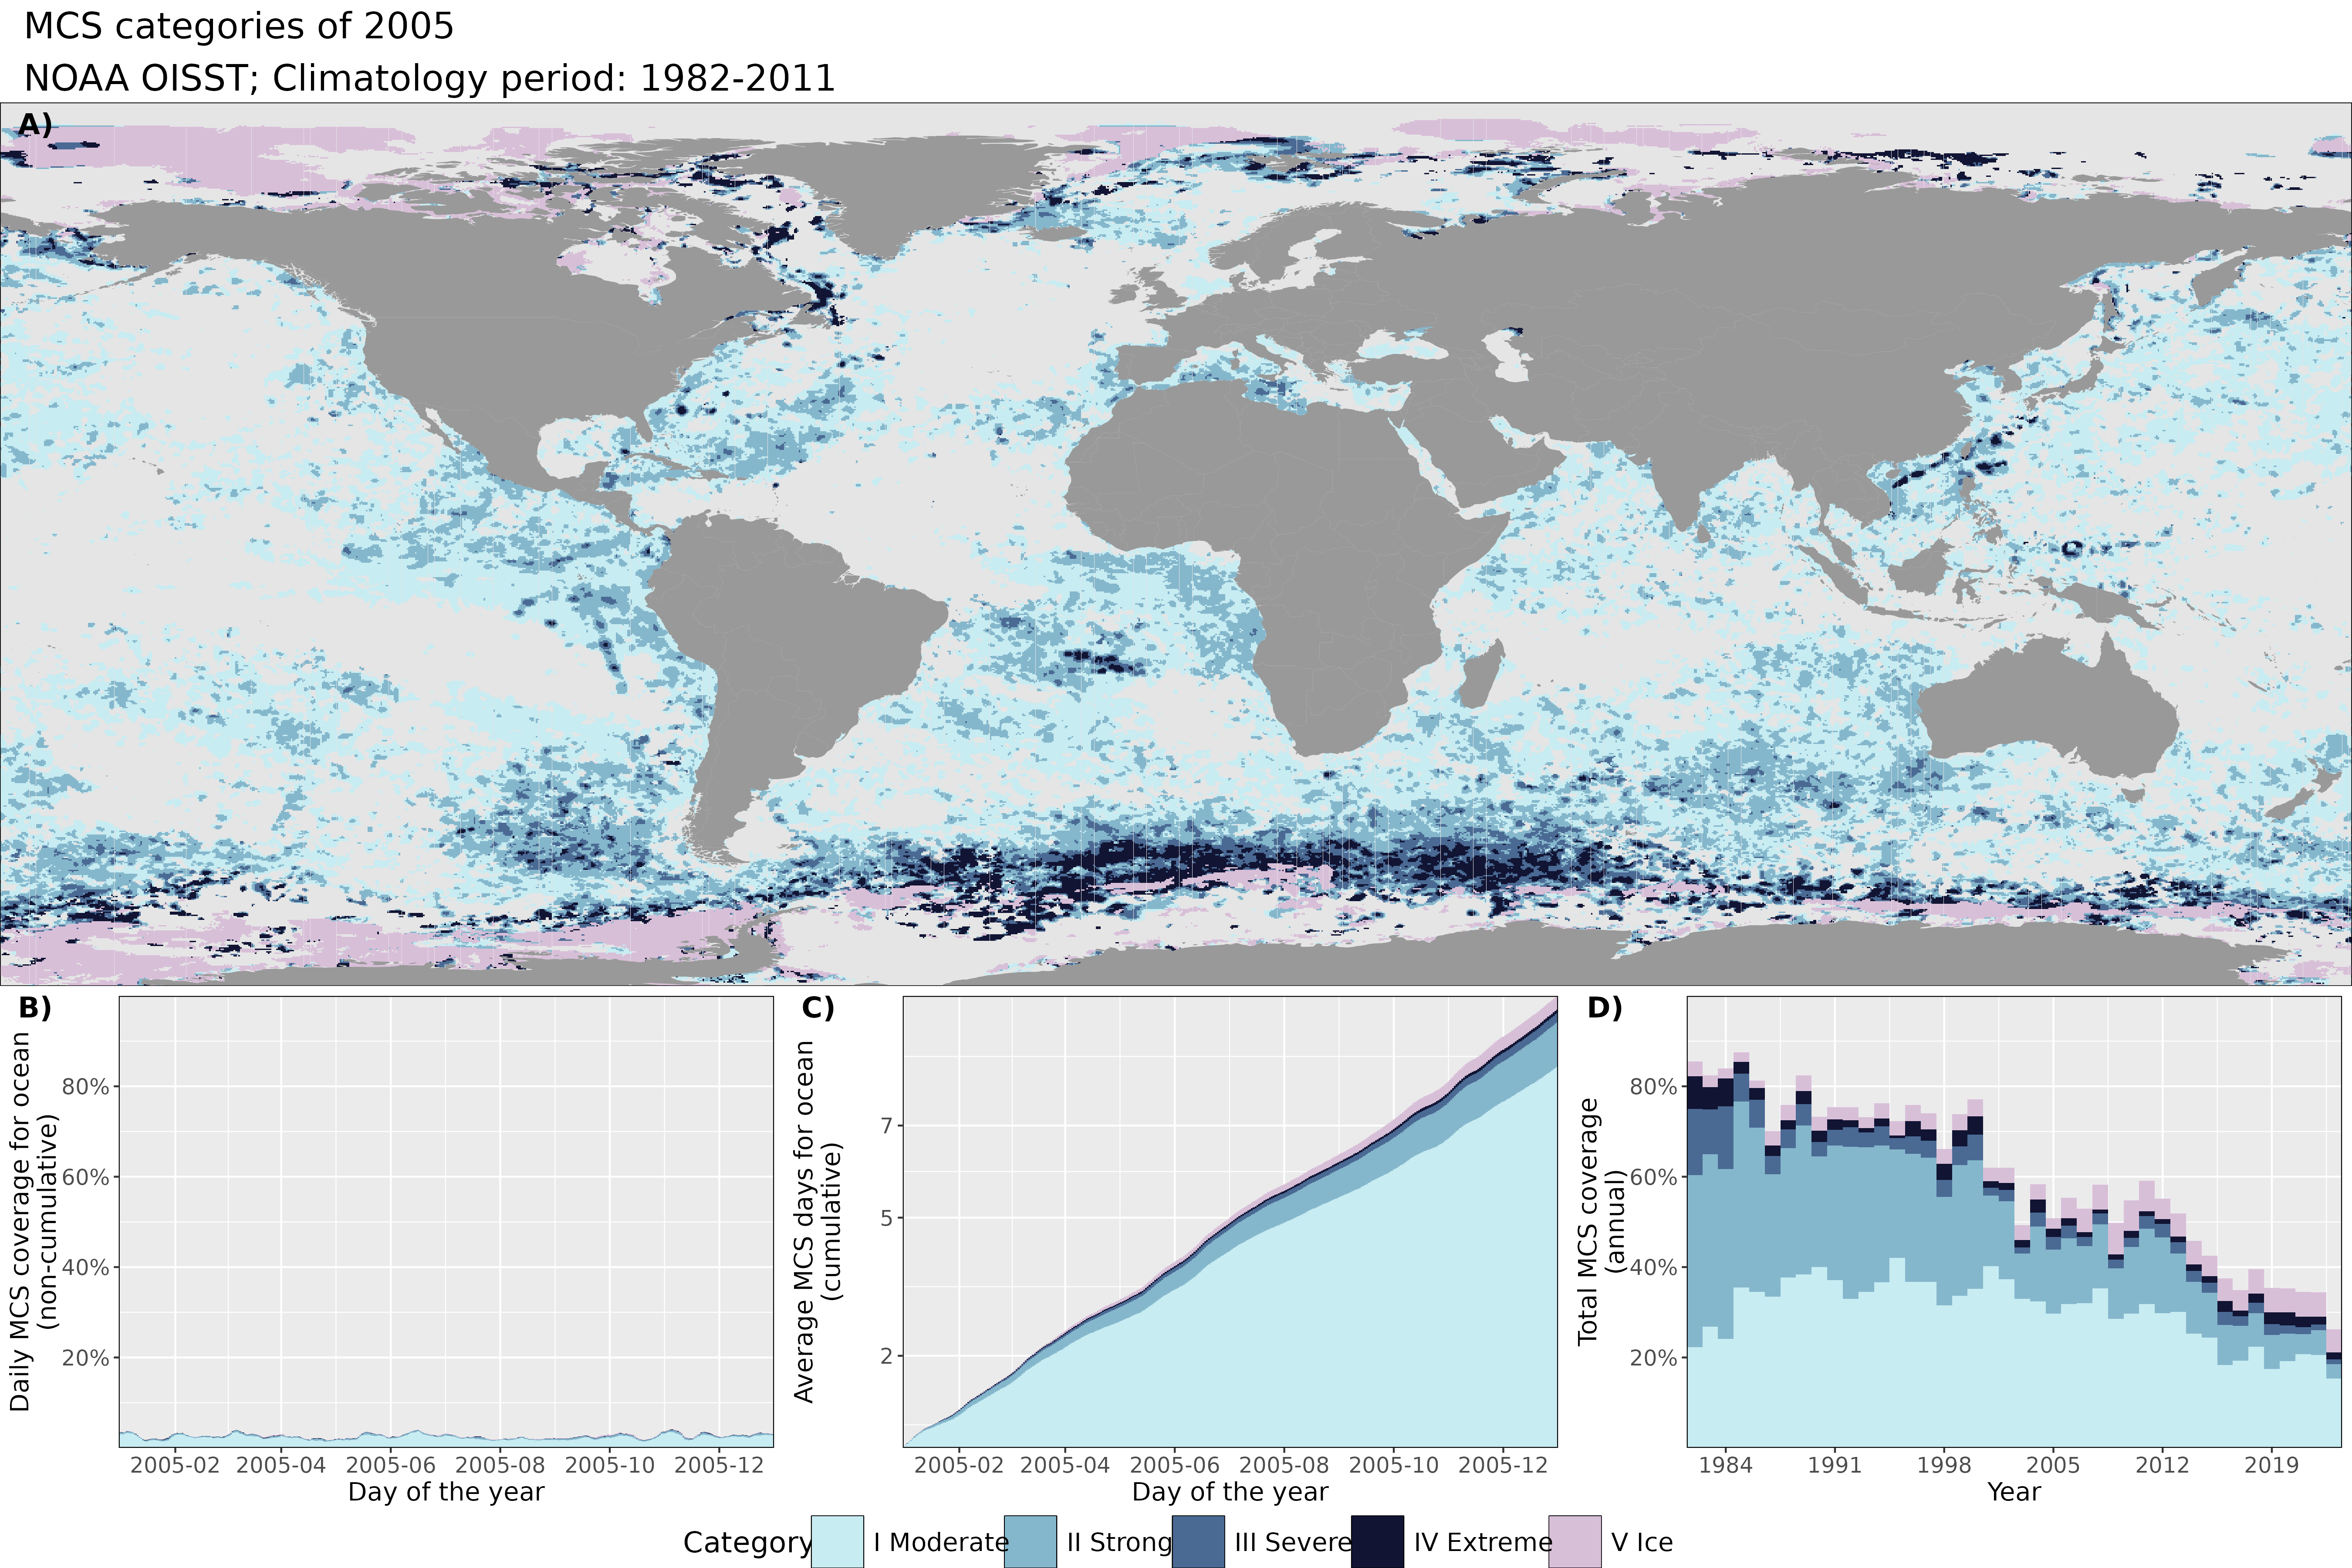 MCS categories of 2005
NOAA OISST; Climatology period: 1982-2011
A)
B)
Daily MCS coverage for ocean
(non-cumulative)
80%
60%
40%
20%
2005-02 2005-04 2005-06 2005-08 2005-10 2005-12
Day of the year
C)
Average MCS days for ocean
(cumulative)
7
5
2
2005-02 2005-04 2005-06 2005-08 2005-10 2005-12
Day of the year
D)
Total MCS coverage
(annual)
80%
60%
40%
20%
1984 1991 1998 2005 2012 2019
Year
Category I Moderate II Strong III Severe IV Extreme V Ice